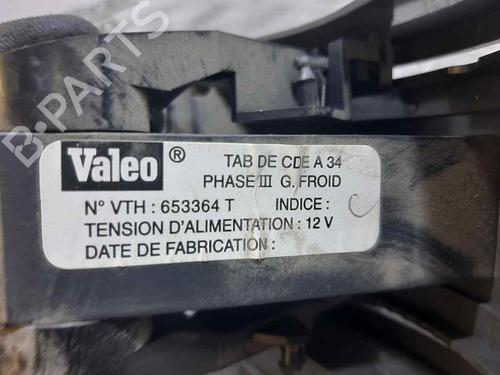 B-PARTS
Valeo ® TAB DE CDE A 34
PHASE III G. FROID
N° VTH : 653364 T INDICE : C
TENSION D'ALIMENTATION : 12 V
DATE DE FABRICATION :